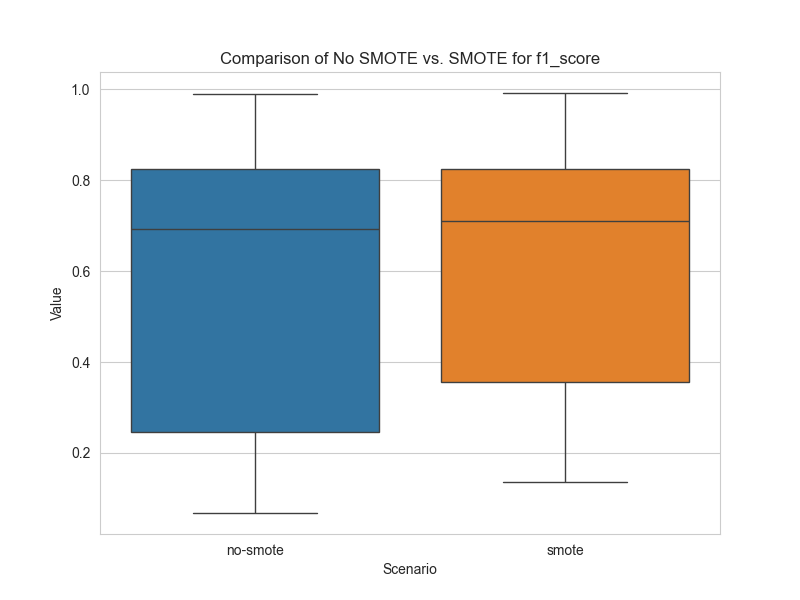 Comparison of No SMOTE vs. SMOTE for f1_score
1.0
0.8
0.6
0.4
0.2
Value
no-smote
smote
Scenario